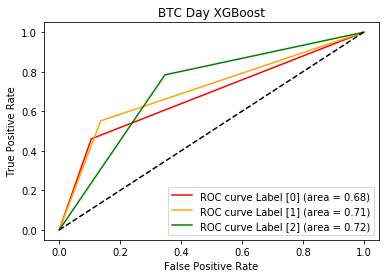 BTC Day XGBoost
True Positive Rate
1.0
0.8
0.6
0.4
0.2
0.0
ROC curve Label [0] (area = 0.68)
ROC curve Label [1] (area = 0.71)
ROC curve Label [2] (area = 0.72)
0.0 0.2 0.4 0.6 0.8 1.0
False Positive Rate